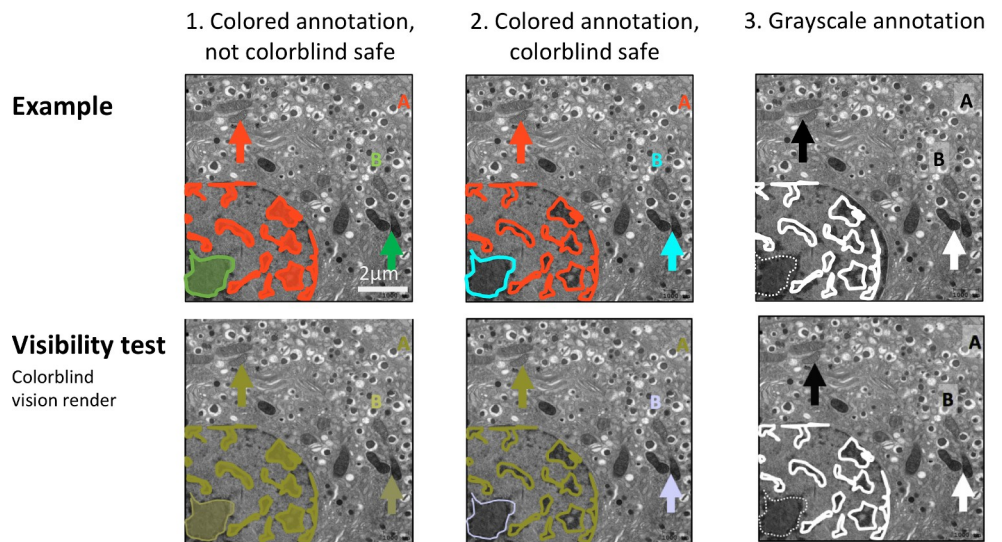 1. Colored annotation,
not colorblind safe
2. Colored annotation,
colorblind safe
3. Grayscale annotation
Example
A
B
2μm
A
B
A
B
Visibility test
Colorblind
vision render
A
B
A
B
A
B